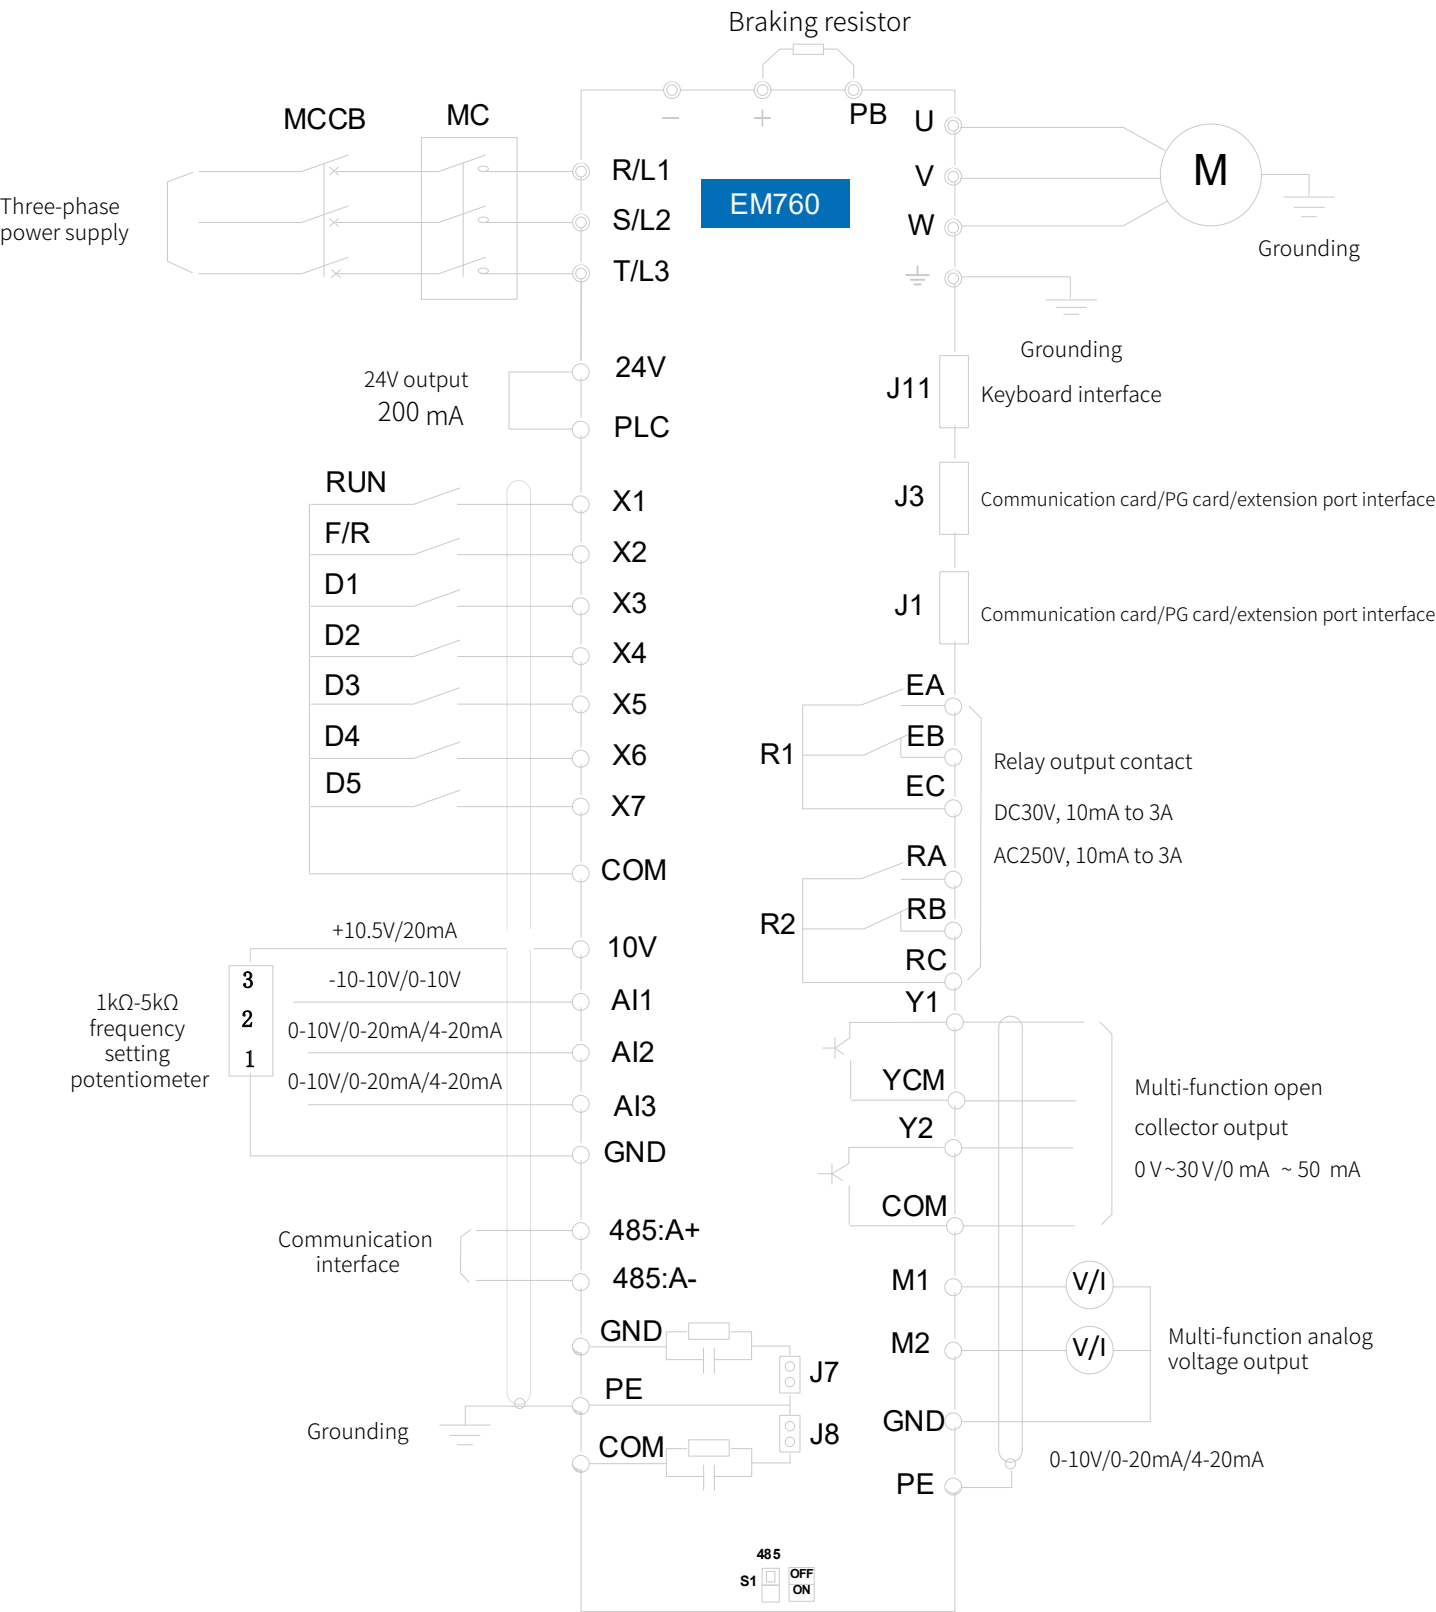 Braking resistor
MCCB
MC
−
+
PB
U
V
W
M
R/L1
S/L2
T/L3
EM760
Three-phase
power supply
Grounding
Grounding
24V output
200 mA
24V
PLC
J11
Keyboard interface
J3
Communication card/PG card/extension port interface
J1
Communication card/PG card/extension port interface
RUN
F/R
D1
D2
D3
D4
D5
X1
X2
X3
X4
X5
X6
X7
COM
R1
EA
EB
EC
R2
RA
RB
RC
Relay output contact
DC30V, 10mA to 3A
AC250V, 10mA to 3A
+10.5V/20mA
-10-10V/0-10V
0-10V/0-20mA/4-20mA
0-10V/0-20mA/4-20mA
3
2
1
1kΩ-5kΩ
frequency
setting
potentiometer
10V
AI1
AI2
AI3
GND
Y1
YCM
Y2
COM
Multi-function open
collector output
0 V~30 V/0 mA ~ 50 mA
Communication
interface
485:A+
485:A-
M1
M2
GND
PE
V/I
V/I
Multi-function analog
voltage output
0-10V/0-20mA/4-20mA
GND
PE
COM
J7
J8
Grounding
485
S1
OFF
ON